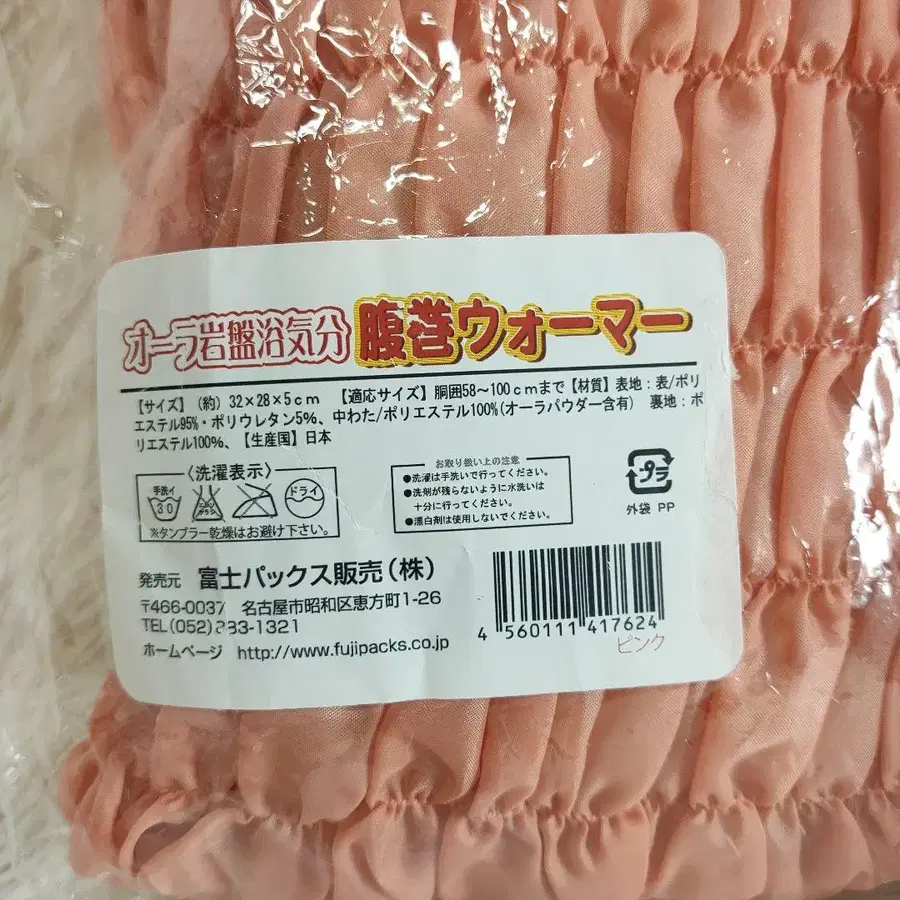 オーラ岩盤浴気分 腹巻ウォーマー
【サイズ】(約)32×28×5cm 【適応サイズ】胴囲58〜100cmまで【材質】表地:表/ポリ
エステル95%・ポリウレタン5%、中わた/ポリエステル100%(オーラパウダー含有) 裏地:ポ
リエステル100%、【生産国】日本
〈洗濯表示〉
手洗イ
30
ドライ
※タンブラー乾燥はお避け下さい。
お取り扱い上の注意
●洗濯は手洗いで行ってください。
●洗剤が残らないように水洗いは
十分に行ってください。
●漂白剤は使用しないでください。
プラ
外袋 PP
発売元 富士パックス販売(株)
〒466-0037 名古屋市昭和区恵方町1-26
TEL(052)883-1321
ホームページ http://www.fujipacks.co.jp
4 560111 417624
ピンク